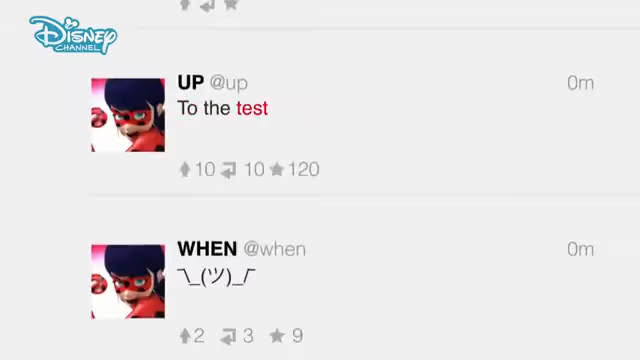 Disney
CHANNEL
UP @up 0m
To the test
10 10 120
WHEN @when 0m
¯\_(ツ)_/¯
2 3 9